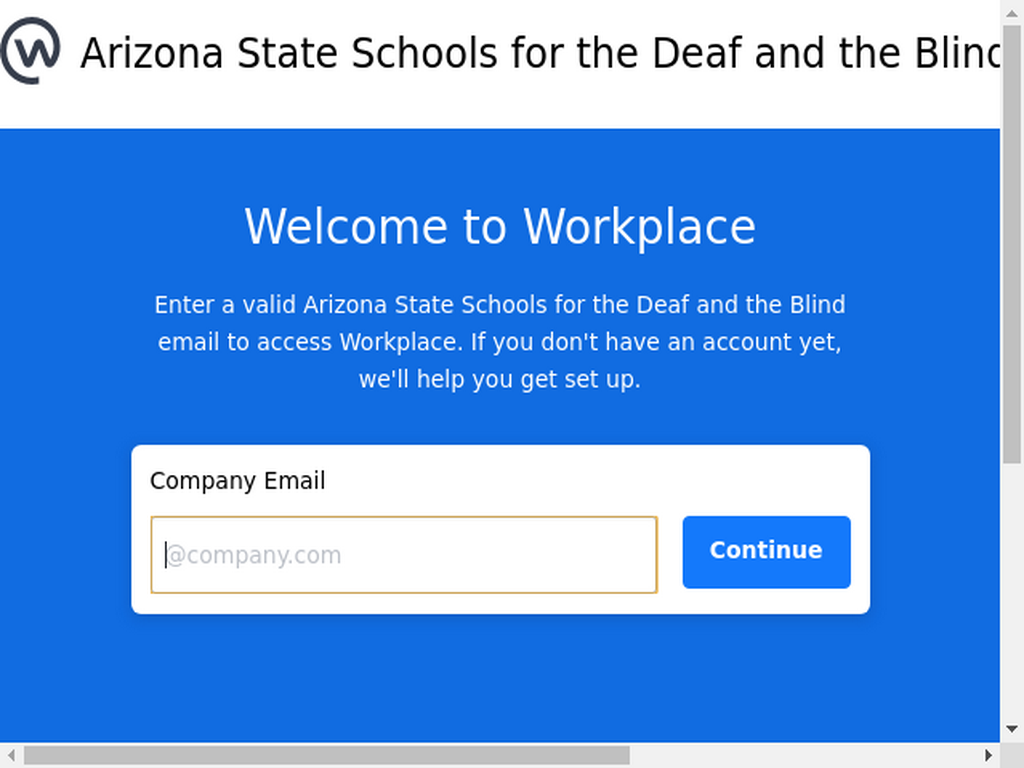 Arizona State Schools for the Deaf and the Blind
Welcome to Workplace
Enter a valid Arizona State Schools for the Deaf and the Blind
email to access Workplace. If you don't have an account yet,
we'll help you get set up.
Company Email
@company.com
Continue